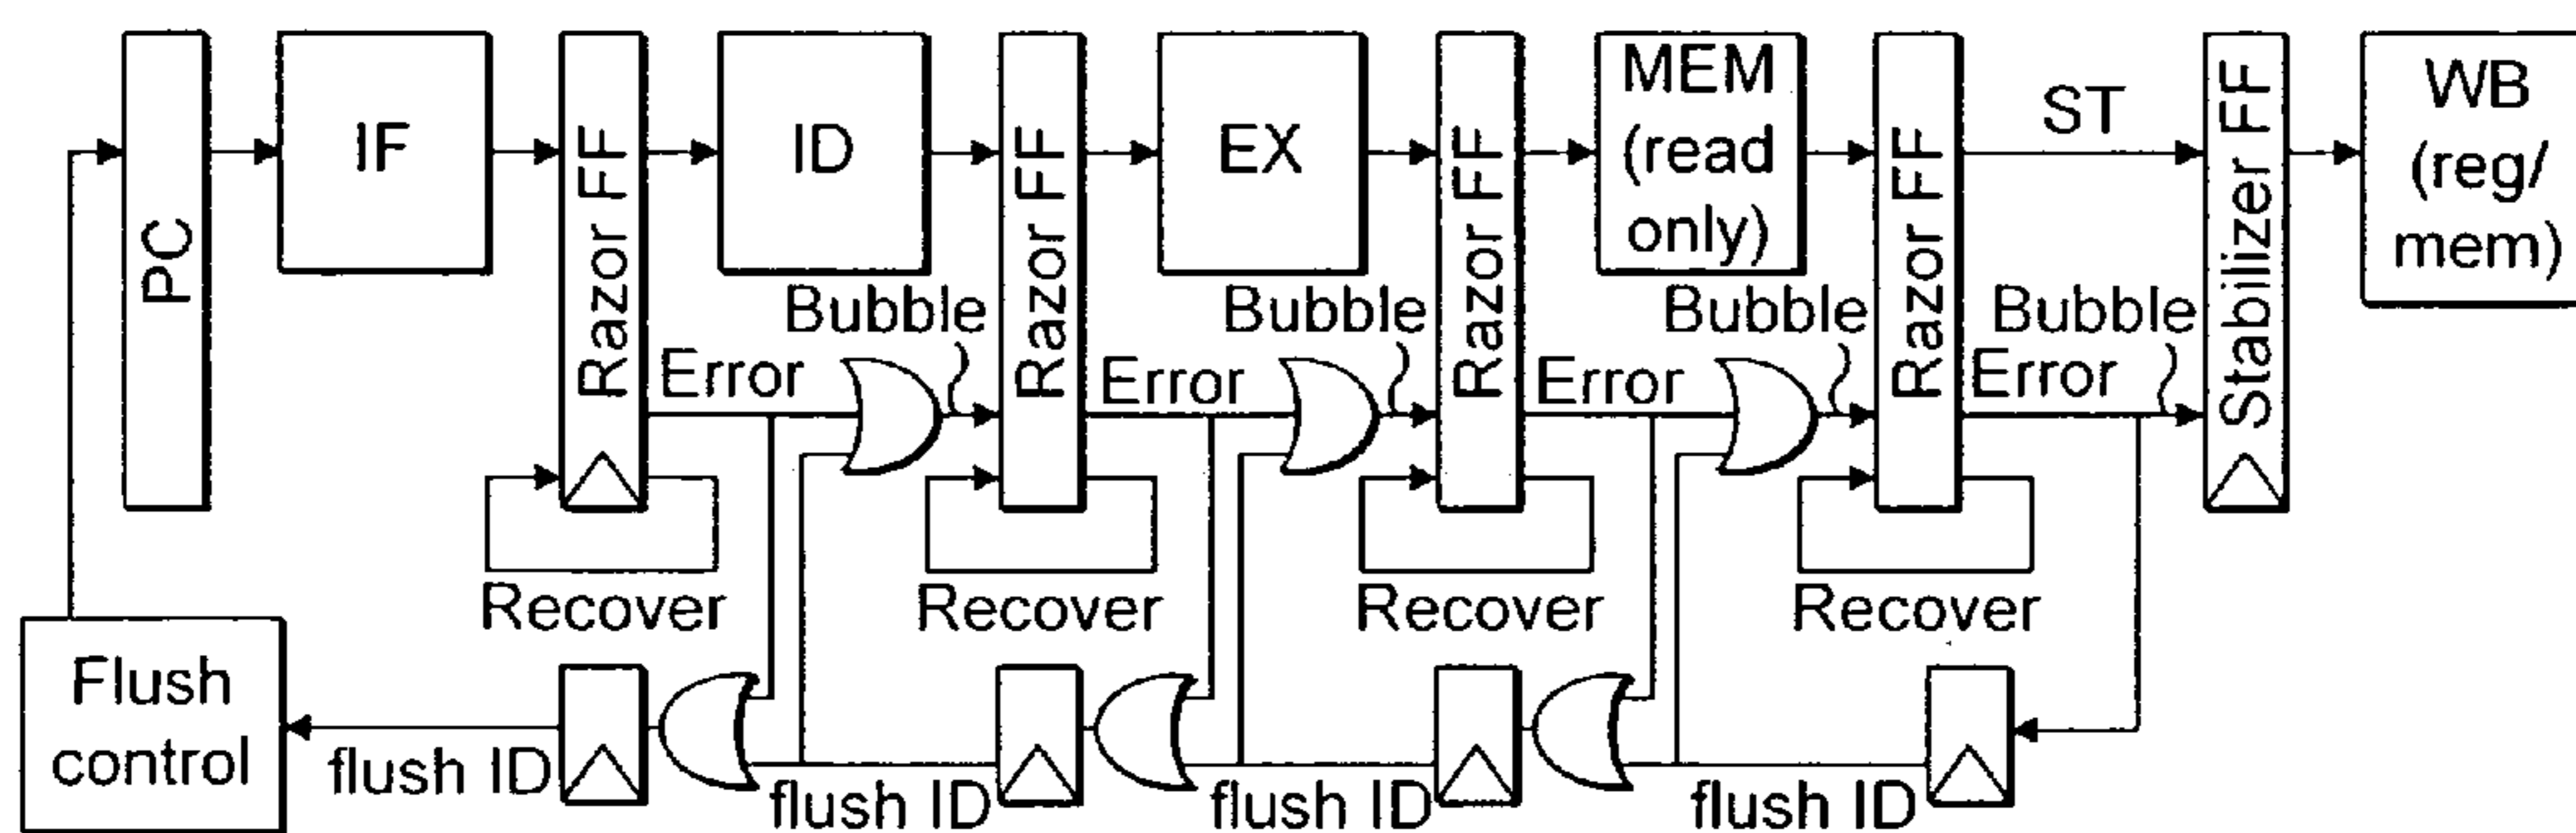 PC
IF
Razor FF
ID
Razor FF
EX
Razor FF
MEM
(read
only)
Razor FF
ST
Stabilizer FF
WB
(reg/
mem)
Bubble
Bubble
Bubble
Bubble
Error
Error
Error
Error
Recover
Recover
Recover
Recover
Flush
control
flush ID
flush ID
flush ID
flush ID